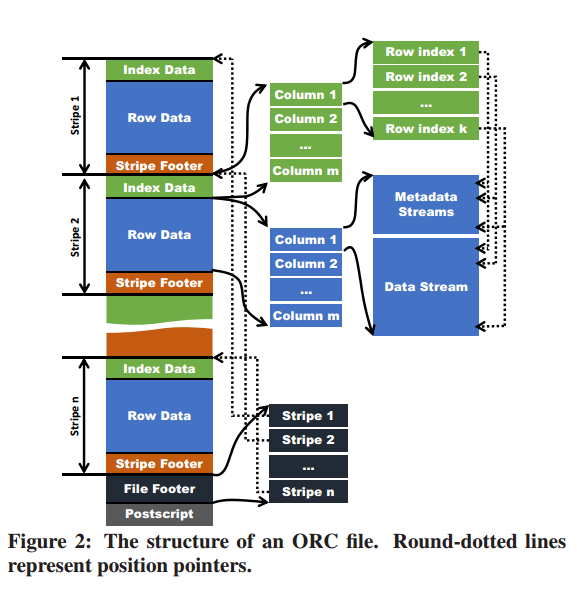 Stripe 1
Index Data
Row Data
Stripe Footer
Stripe 2
Index Data
Row Data
Stripe Footer
Stripe n
Index Data
Row Data
Stripe Footer
File Footer
Postscript
Column 1
Column 2
...
Column m
Column 1
Column 2
...
Column m
Stripe 1
Stripe 2
...
Stripe n
Row index 1
Row index 2
...
Row index k
Metadata
Streams
Data Stream
Figure 2: The structure of an ORC file. Round-dotted lines
represent position pointers.